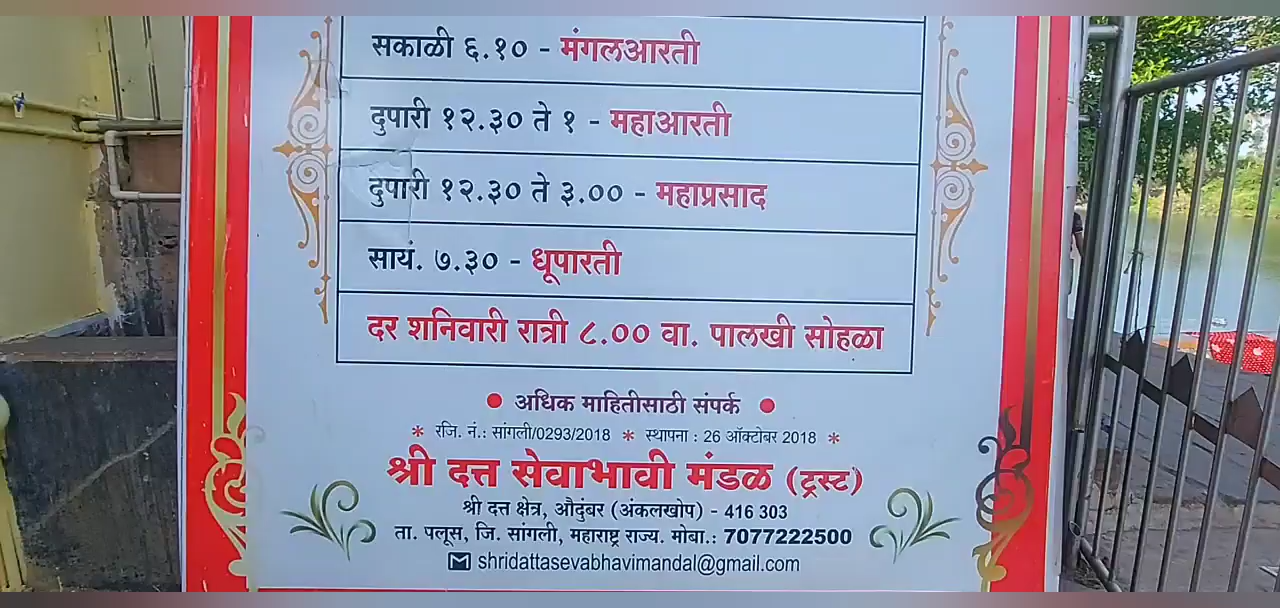 सकाळी ६.१० - मंगलआरती
दुपारी १२.३० ते १ - महाआरती
दुपारी १२.३० ते ३.०० - महाप्रसाद
सायं. ७.३० - धूपारती
दर शनिवारी रात्री ८.०० वा. पालखी सोहळा
अधिक माहितीसाठी संपर्क
* रजि. नं.: सांगली/0293/2018 * स्थापना : 26 ऑक्टोबर 2018 *
श्री दत्त सेवाभावी मंडळ (ट्रस्ट)
श्री दत्त क्षेत्र, औदुंबर (अंकलखोप) - 416 303
ता. पलूस, जि. सांगली, महाराष्ट्र राज्य. मोबा.: 7077222500
shridattasevabhavimandal@gmail.com